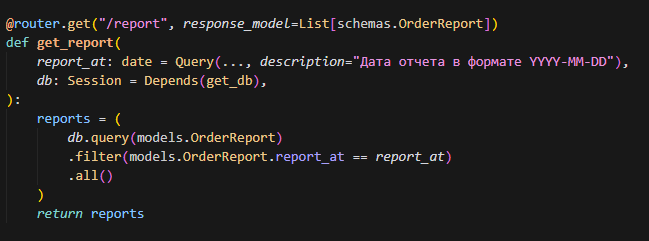 @router.get("/report", response_model=List[schemas.OrderReport])
def get_report(
    report_at: date = Query(..., description="Дата отчета в формате YYYY-MM-DD"),
    db: Session = Depends(get_db),
):
    reports = (
        db.query(models.OrderReport)
        .filter(models.OrderReport.report_at == report_at)
        .all()
    )
    return reports